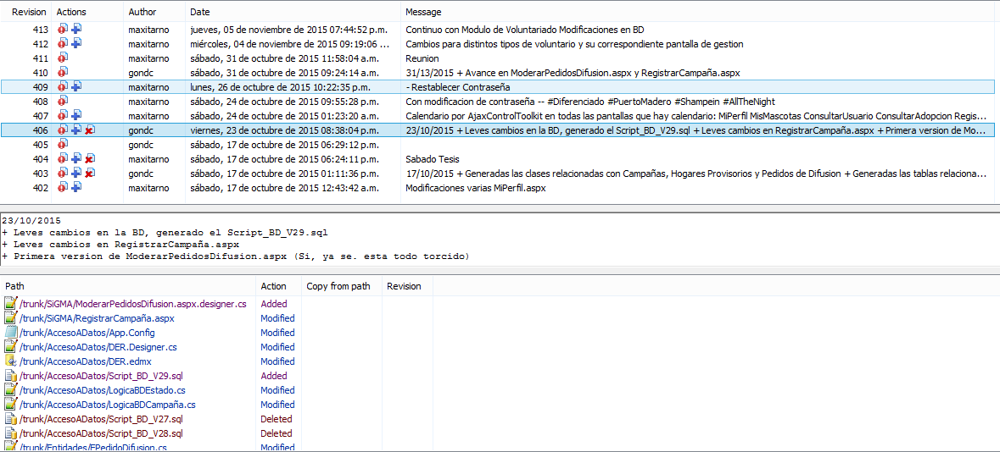 Revision Actions Author Date Message
413 maxitarno jueves, 05 de noviembre de 2015 07:44:52 p.m. Continuo con Modulo de Voluntariado Modificaciones en BD
412 maxitarno miércoles, 04 de noviembre de 2015 09:19:06 ... Cambios para distintos tipos de voluntario y su correspondiente pantalla de gestion
411 maxitarno sábado, 31 de octubre de 2015 11:58:04 a.m. Reunion
410 gondc sábado, 31 de octubre de 2015 09:24:14 a.m. 31/13/2015 + Avance en ModerarPedidosDifusion.aspx y RegistrarCampaña.aspx
409 maxitarno lunes, 26 de octubre de 2015 10:22:35 p.m. - Restablecer Contraseña
408 maxitarno sábado, 24 de octubre de 2015 09:55:28 p.m. Con modificacion de contraseña -- #Diferenciado #PuertoMadero #Shampein #AllTheNight
407 maxitarno sábado, 24 de octubre de 2015 01:23:20 a.m. Calendario por AjaxControlToolkit en todas las pantallas que hay calendario: MiPerfil MisMascotas ConsultarUsuario ConsultarAdopcion Regis...
406 gondc viernes, 23 de octubre de 2015 08:38:04 p.m. 23/10/2015 + Leves cambios en la BD, generado el Script_BD_V29.sql + Leves cambios en RegistrarCampaña.aspx + Primera version de Mo...
405 gondc sábado, 17 de octubre de 2015 06:29:12 p.m.
404 maxitarno sábado, 17 de octubre de 2015 06:24:11 p.m. Sabado Tesis
403 gondc sábado, 17 de octubre de 2015 01:11:36 p.m. 17/10/2015 + Generadas las clases relacionadas con Campañas, Hogares Provisorios y Pedidos de Difusion + Generadas las tablas relaciona...
402 maxitarno sábado, 17 de octubre de 2015 12:43:42 a.m. Modificaciones varias MiPerfil.aspx
23/10/2015
+ Leves cambios en la BD, generado el Script_BD_V29.sql
+ Leves cambios en RegistrarCampaña.aspx
+ Primera version de ModerarPedidosDifusion.aspx (Si, ya se. esta todo torcido)
Path Action Copy from path Revision
/trunk/SiGMA/ModerarPedidosDifusion.aspx.designer.cs Added
/trunk/SiGMA/RegistrarCampaña.aspx Modified
/trunk/AccesoADatos/App.Config Modified
/trunk/AccesoADatos/DER.Designer.cs Modified
/trunk/AccesoADatos/DER.edmx Modified
/trunk/AccesoADatos/Script_BD_V29.sql Added
/trunk/AccesoADatos/LogicaBDEstado.cs Modified
/trunk/AccesoADatos/LogicaBDCampaña.cs Modified
/trunk/AccesoADatos/Script_BD_V27.sql Deleted
/trunk/AccesoADatos/Script_BD_V28.sql Deleted
/trunk/Entidades/EPedidoDifusion.cs Modified